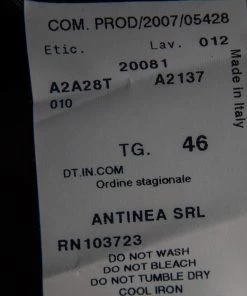 COM. PROD/2007/05428
Etic. Lav. 012
20081
A2A28T A2137
010
Made in Italy
TG. 46
DT.IN.COM
Ordine stagionale
ANTINEA SRL
RN103723
DO NOT WASH
DO NOT BLEACH
DO NOT TUMBLE DRY
COOL IRON